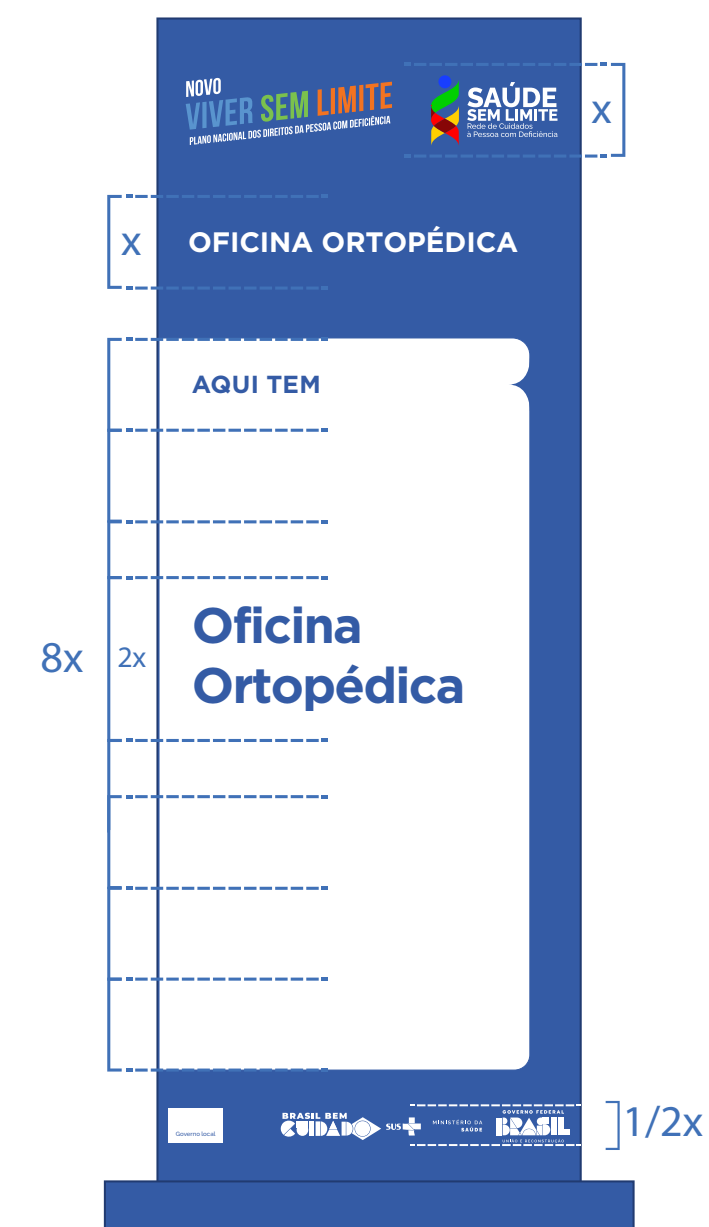 NOVO
VIVER SEM LIMITE
PLANO NACIONAL DOS DIREITOS DA PESSOA COM DEFICIÊNCIA
SAÚDE
SEM LIMITE
Rede de Cuidados
à Pessoa com Deficiência
x
x
OFICINA ORTOPÉDICA
AQUI TEM
8x
2x
Oficina
Ortopédica
Governo local
BRASIL BEM
CUIDADO
SUS
MINISTÉRIO DA
SAÚDE
GOVERNO FEDERAL
BRASIL
UNIÃO E RECONSTRUÇÃO
1/2x